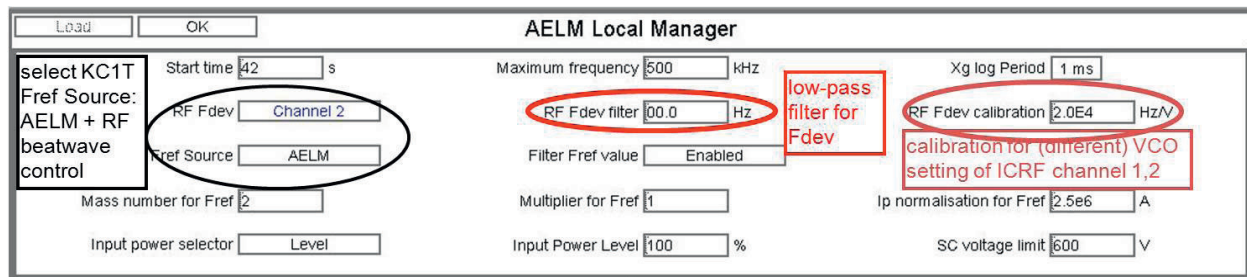 Load OK AELM Local Manager
select KC1T
Fref Source:
AELM + RF
beatwave
control
Start time 42 s
Maximum frequency 500 kHz
Xg log Period 1 ms
RF Fdev Channel 2
RF Fdev filter 00.0 Hz
low-pass
filter for
Fdev
RF Fdev calibration 2.0E4 Hz/V
Fref Source AELM
Filter Fref value Enabled
calibration for (different) VCO
setting of ICRF channel 1,2
Mass number for Fref 2
Multiplier for Fref 1
Ip normalisation for Fref 2.5e6 A
Input power selector Level
Input Power Level 100 %
SC voltage limit 600 V